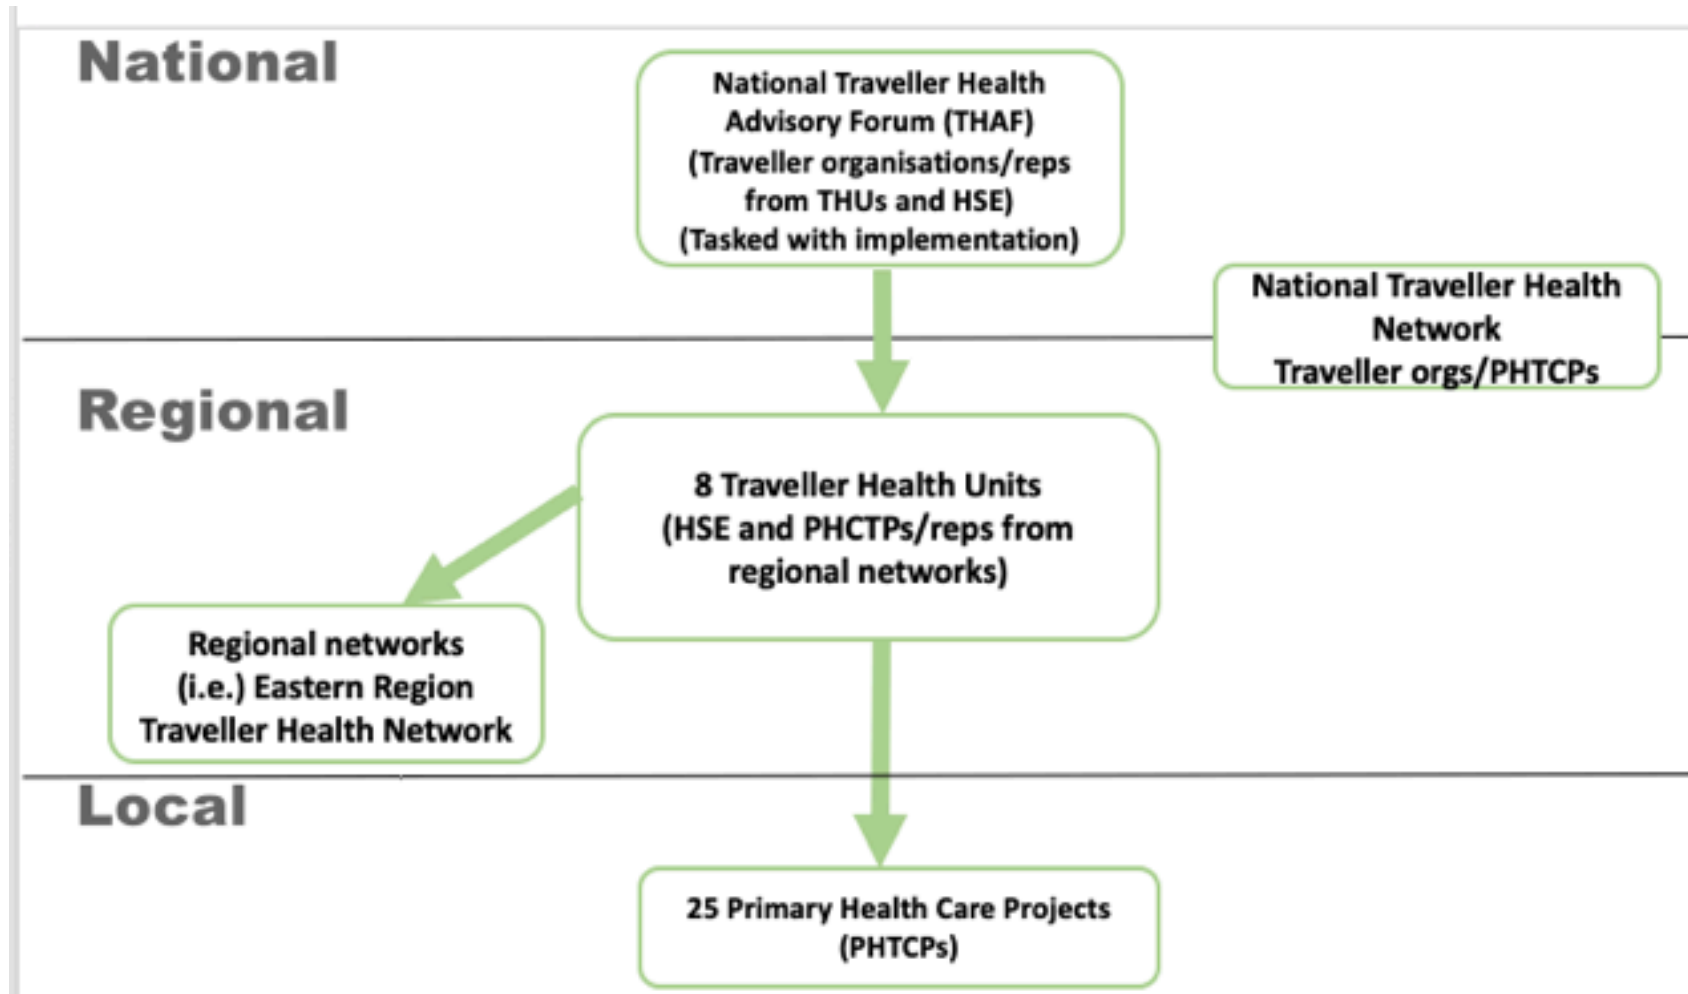 National
National Traveller Health
Advisory Forum (THAF)
(Traveller organisations/reps
from THUs and HSE)
(Tasked with implementation)
National Traveller Health
Network
Traveller orgs/PHTCPs
Regional
8 Traveller Health Units
(HSE and PHCTPs/reps from
regional networks)
Regional networks
(i.e.) Eastern Region
Traveller Health Network
Local
25 Primary Health Care Projects
(PHTCPs)